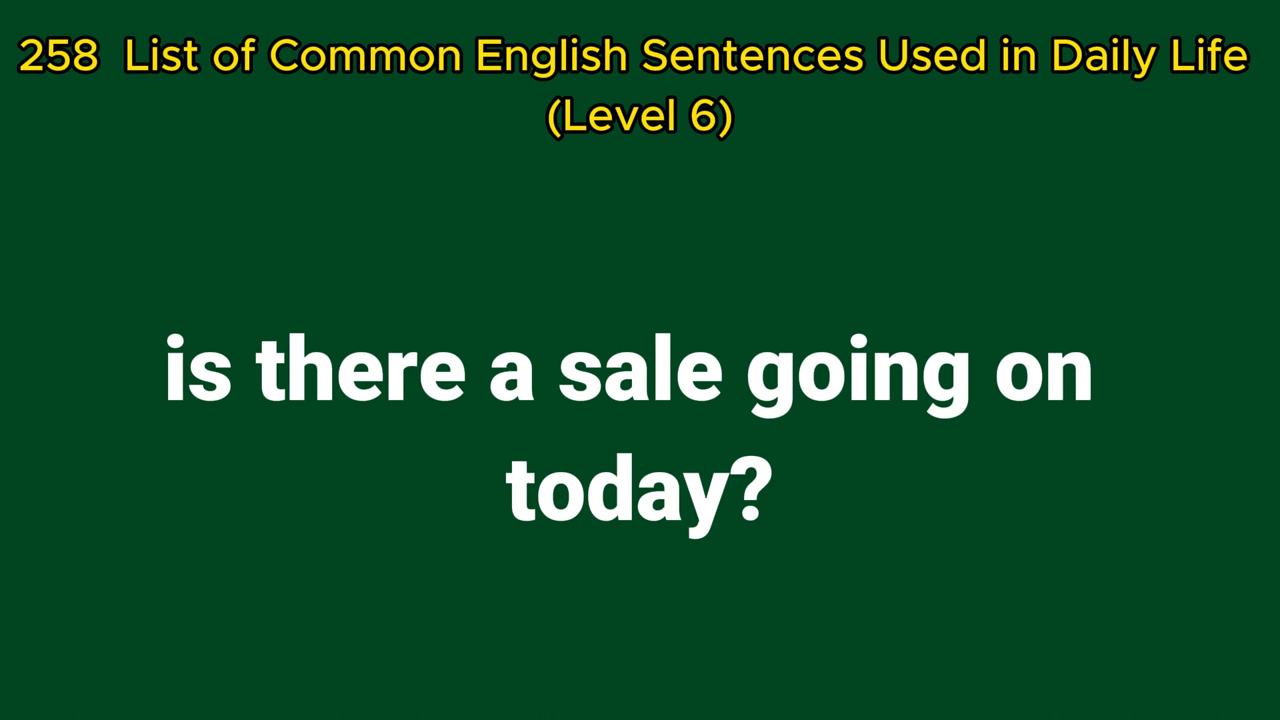 258 List of Common English Sentences Used in Daily Life
(Level 6)
is there a sale going on
today?